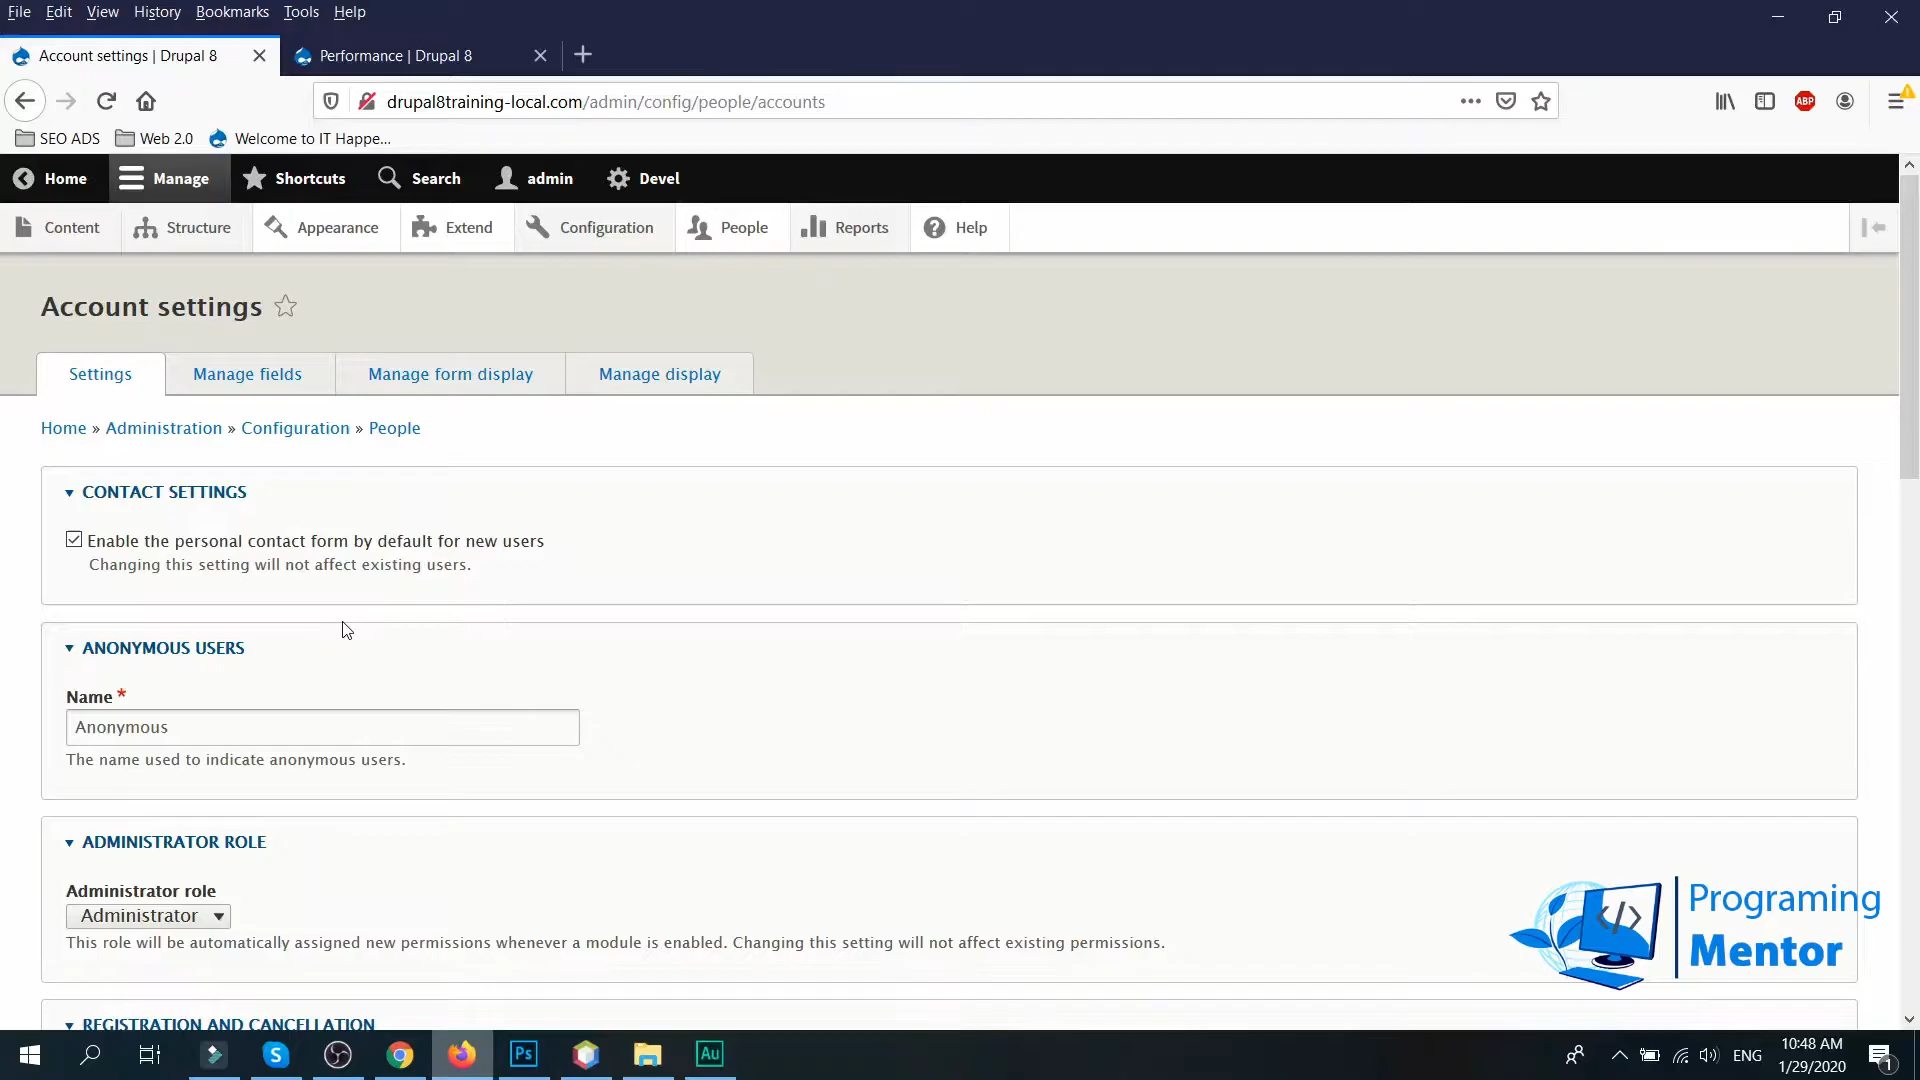 File Edit View History Bookmarks Tools Help
Account settings | Drupal 8
Performance | Drupal 8
drupal8training-local.com/admin/config/people/accounts
ABP
SEO ADS
Web 2.0
Welcome to IT Happe...
Home
Manage
Shortcuts
Search
admin
Devel
Content
Structure
Appearance
Extend
Configuration
People
Reports
Help
Account settings
Settings
Manage fields
Manage form display
Manage display
Home » Administration » Configuration » People
CONTACT SETTINGS
Enable the personal contact form by default for new users
Changing this setting will not affect existing users.
ANONYMOUS USERS
Name *
Anonymous
The name used to indicate anonymous users.
ADMINISTRATOR ROLE
Administrator role
Administrator
This role will be automatically assigned new permissions whenever a module is enabled. Changing this setting will not affect existing permissions.
</>
Programing
Mentor
REGISTRATION AND CANCELLATION
S
Ps
Au
ENG
10:48 AM
1/29/2020
1